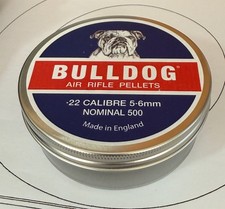 BULLDOG®
AIR RIFLE PELLETS
·22 CALIBRE 5·6mm
NOMINAL 500
Made in England